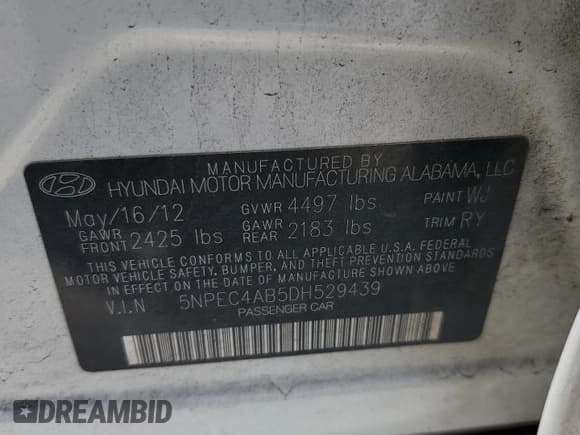 MANUFACTURED BY
HYUNDAI MOTOR MANUFACTURING ALABAMA, LLC
May/16/12 GVWR 4497 lbs PAINT WJ
GAWR FRONT 2425 lbs GAWR REAR 2183 lbs TRIM RY
THIS VEHICLE CONFORMS TO ALL APPLICABLE U.S.A. FEDERAL
MOTOR VEHICLE SAFETY, BUMPER, AND THEFT PREVENTION
STANDARDS IN EFFECT ON THE DATE OF MANUFACTURE SHOWN ABOVE.
V.I.N 5NPEC4AB5DH529439
PASSENGER CAR
DREAMBID